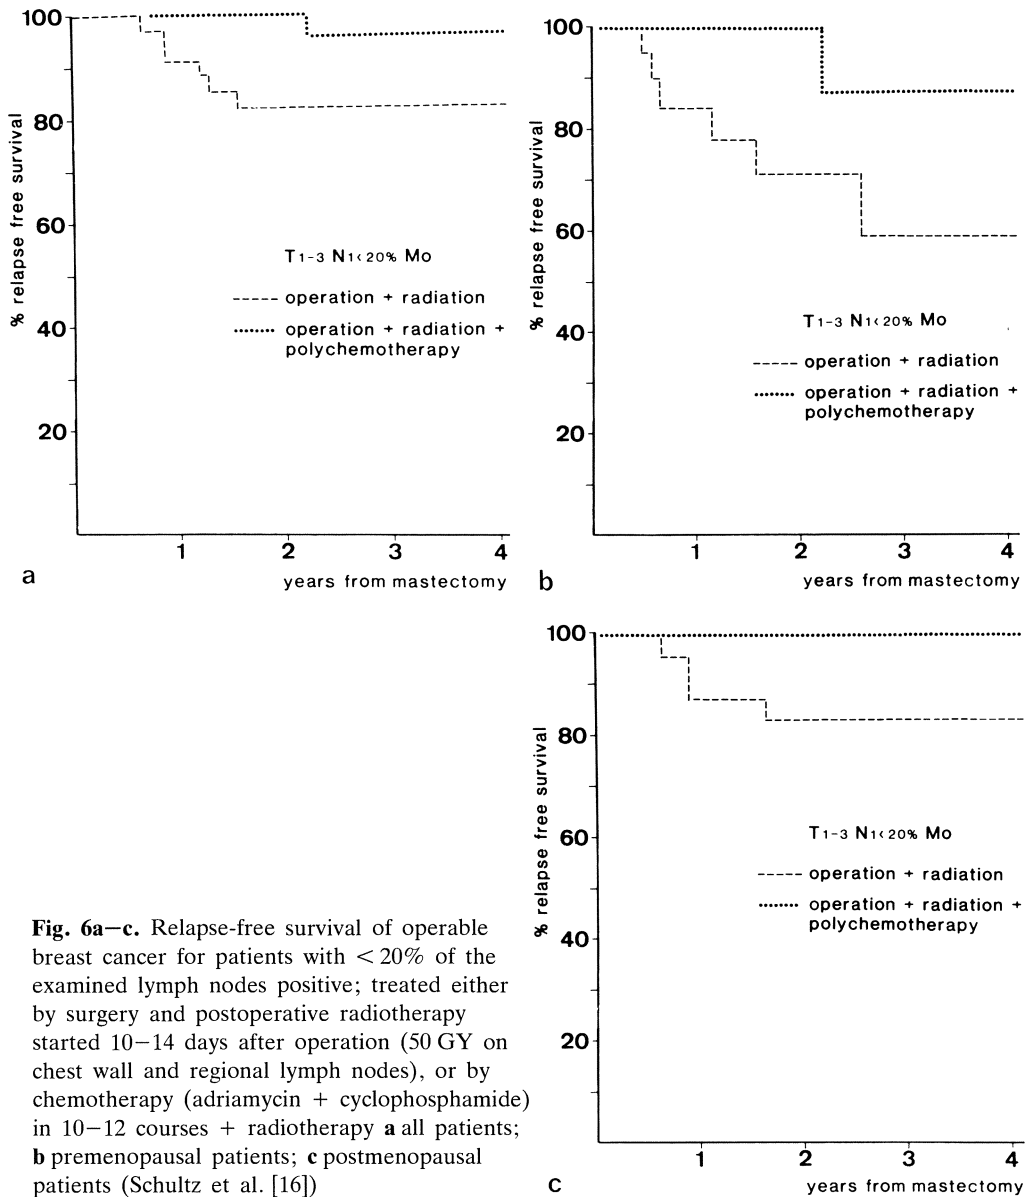 100
80
60
40
20
% relapse free survival
T1-3 N1<20% Mo
operation + radiation
operation + radiation +
polychemotherapy
1 2 3 4
years from mastectomy
a
100
80
60
40
20
% relapse free survival
T1-3 N1<20% Mo
operation + radiation
operation + radiation +
polychemotherapy
1 2 3 4
years from mastectomy
b
100
80
60
40
20
% relapse free survival
T1-3 N1<20% Mo
operation + radiation
operation + radiation +
polychemotherapy
1 2 3 4
years from mastectomy
c
Fig. 6a–c. Relapse-free survival of operable
breast cancer for patients with < 20% of the
examined lymph nodes positive; treated either
by surgery and postoperative radiotherapy
started 10–14 days after operation (50 GY on
chest wall and regional lymph nodes), or by
chemotherapy (adriamycin + cyclophosphamide)
in 10–12 courses + radiotherapy a all patients;
b premenopausal patients; c postmenopausal
patients (Schultz et al. [16])